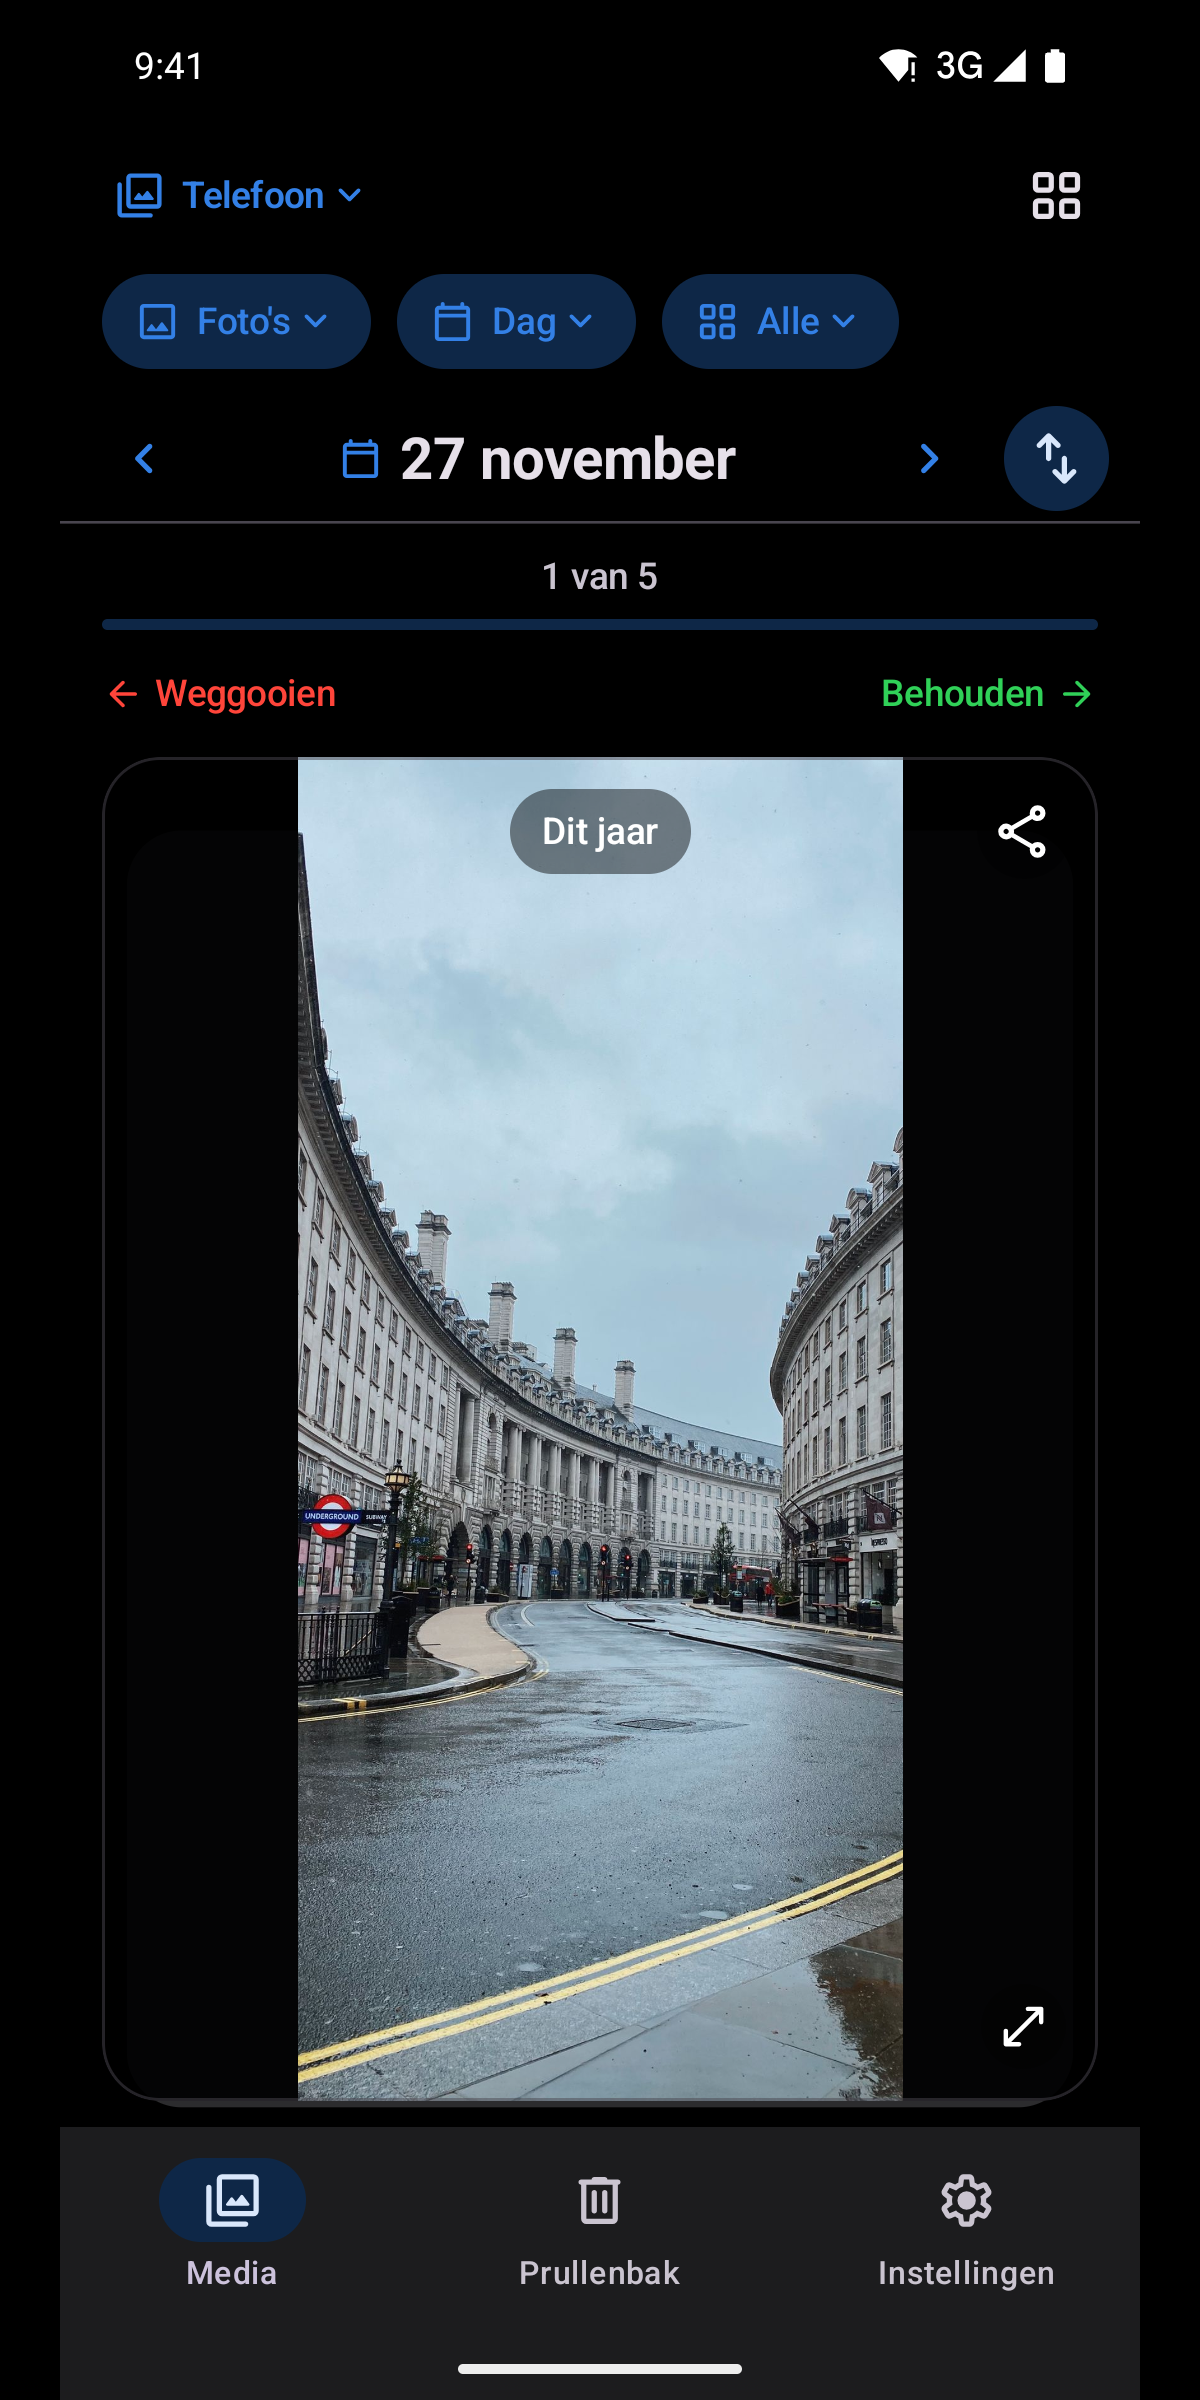 9:41
3G
Telefoon
Foto's
Dag
Alle
27 november
1 van 5
Weggooien
Behouden
Dit jaar
UNDERGROUND
SUBWAY
Media
Prullenbak
Instellingen